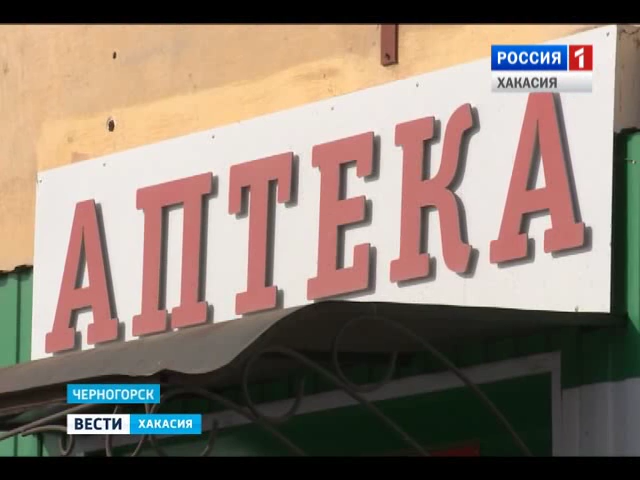 РОССИЯ 1
ХАКАСИЯ
АПТЕКА
ЧЕРНОГОРСК
ВЕСТИ ХАКАСИЯ